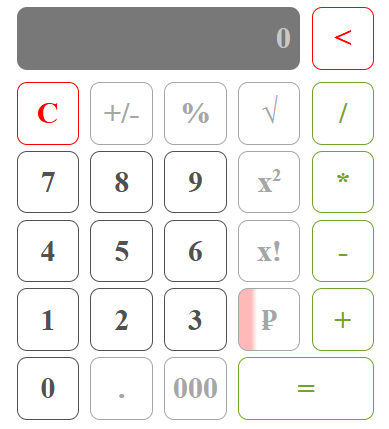 0 <
C +/- % √ /
7 8 9 x² *
4 5 6 x! -
1 2 3 ₽ +
0 . 000 =